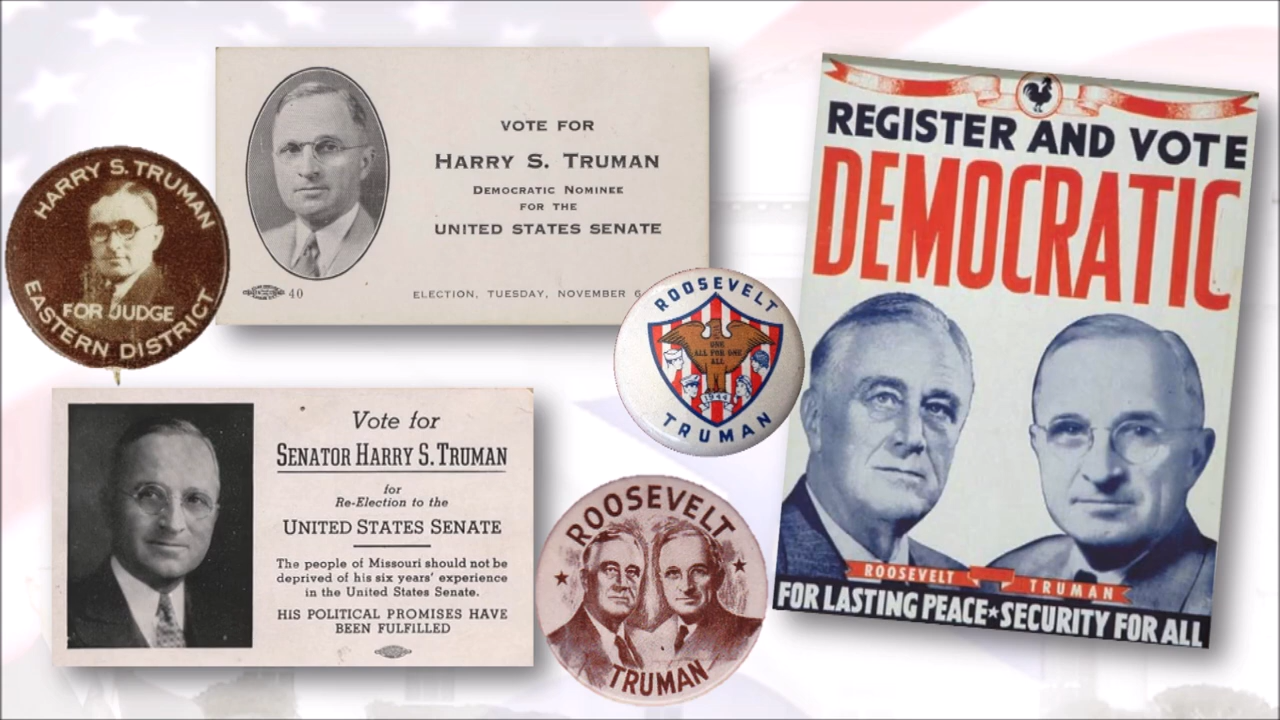 HARRY S. TRUMAN
FOR JUDGE
EASTERN DISTRICT
VOTE FOR
HARRY S. TRUMAN
DEMOCRATIC NOMINEE
FOR THE
UNITED STATES SENATE
40
ELECTION, TUESDAY, NOVEMBER 6
Vote for
SENATOR HARRY S. TRUMAN
for
Re-Election to the
UNITED STATES SENATE
The people of Missouri should not be
deprived of his six years' experience
in the United States Senate.
HIS POLITICAL PROMISES HAVE
BEEN FULFILLED
ROOSEVELT
ONE
ALL FOR ONE
ALL
1944
TRUMAN
ROOSEVELT
TRUMAN
REGISTER AND VOTE
DEMOCRATIC
ROOSEVELT TRUMAN
FOR LASTING PEACE★SECURITY FOR ALL